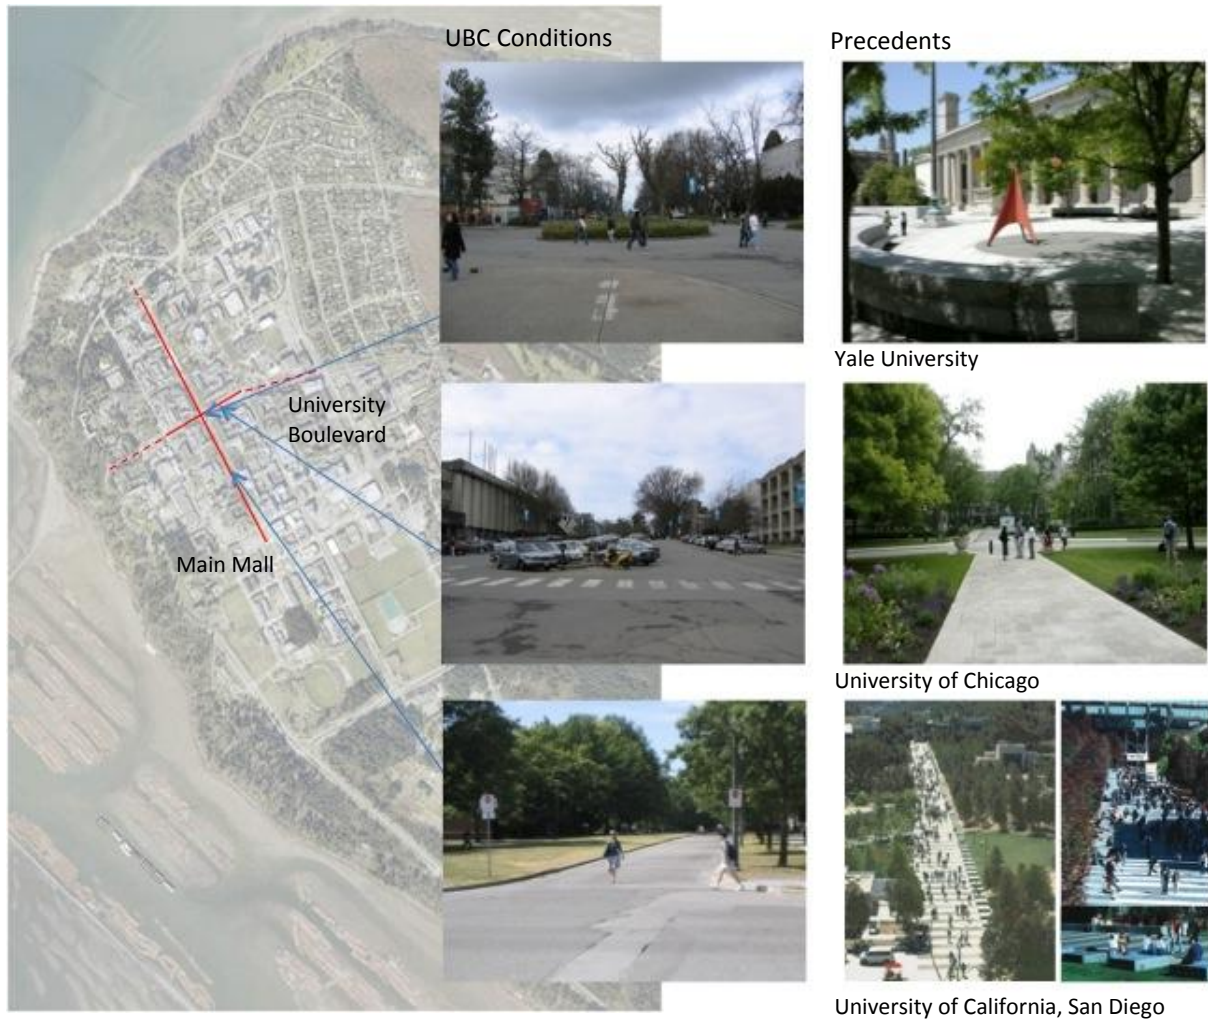 UBC Conditions
Precedents
Yale University
University
Boulevard
Main Mall
University of Chicago
University of California, San Diego